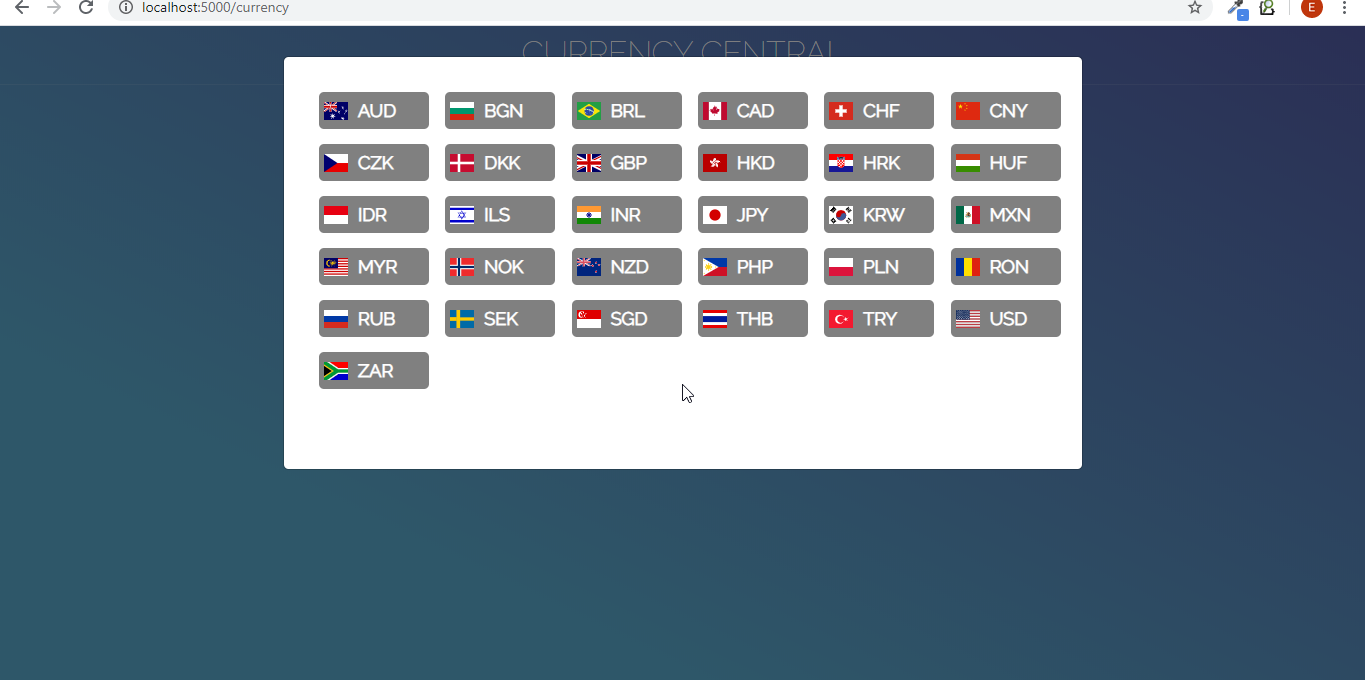 localhost:5000/currency
E
CURRENCY CENTRAL
AUD BGN BRL CAD CHF CNY
CZK DKK GBP HKD HRK HUF
IDR ILS INR JPY KRW MXN
MYR NOK NZD PHP PLN RON
RUB SEK SGD THB TRY USD
ZAR